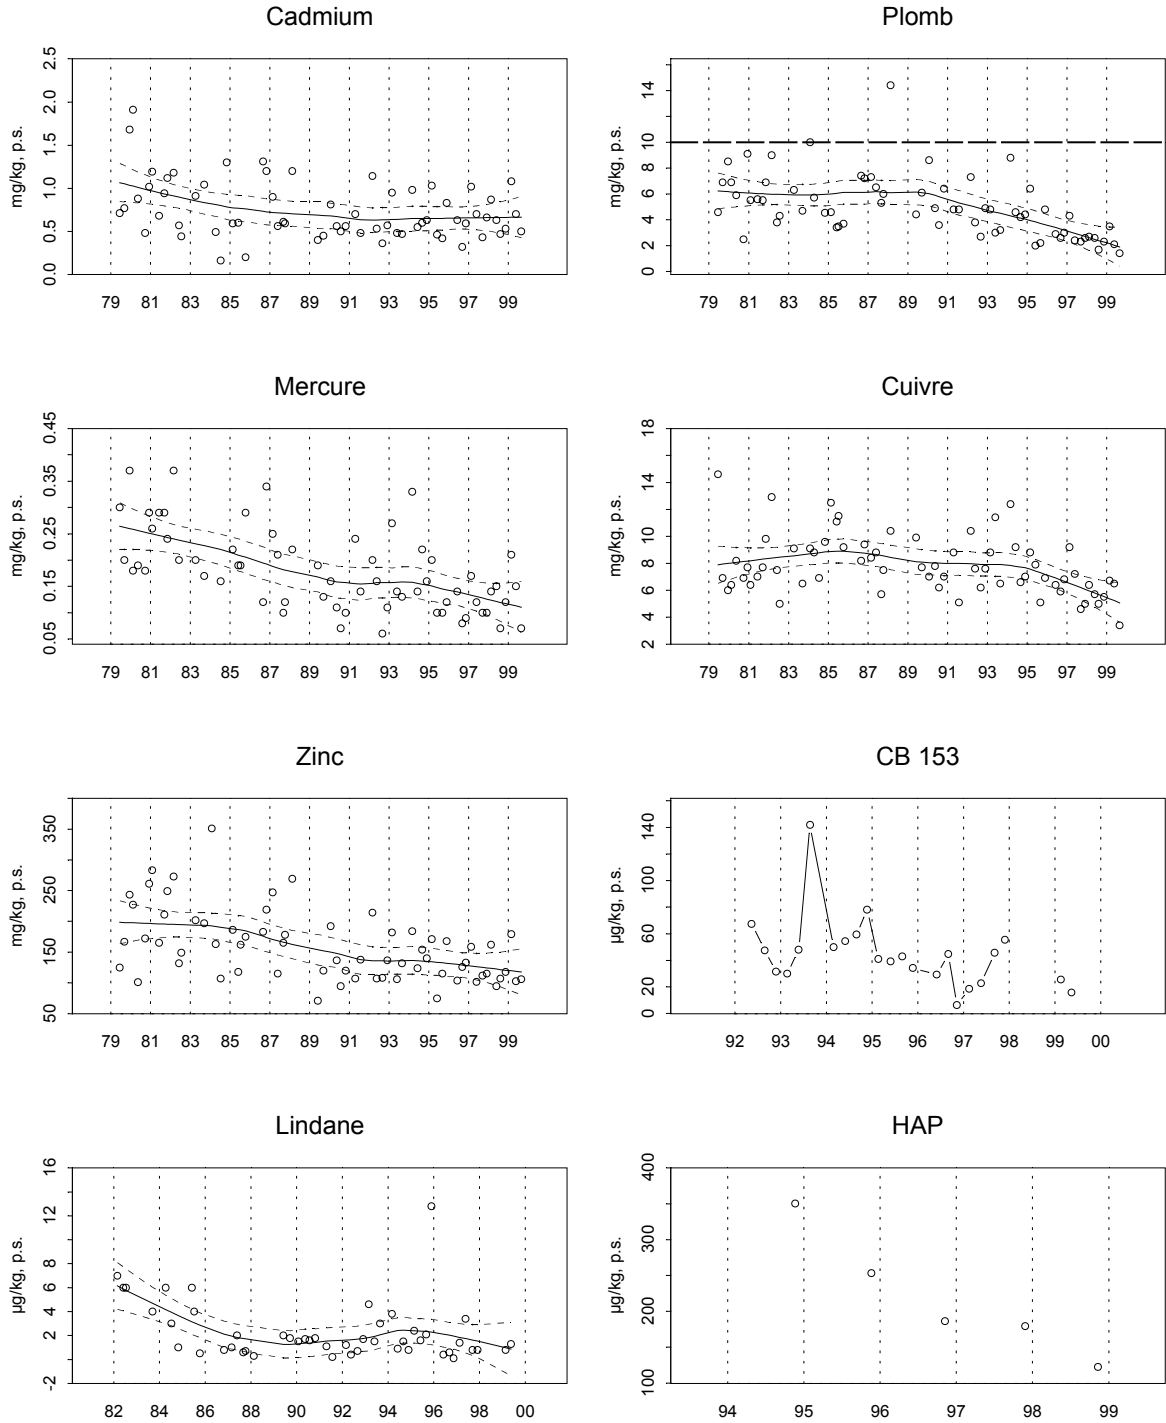 Cadmium
mg/kg, p.s.
0.0 0.5 1.0 1.5 2.0 2.5
79 81 83 85 87 89 91 93 95 97 99
Plomb
mg/kg, p.s.
0 2 4 6 8 10 14
79 81 83 85 87 89 91 93 95 97 99
Mercure
mg/kg, p.s.
0.05 0.15 0.25 0.35 0.45
79 81 83 85 87 89 91 93 95 97 99
Cuivre
mg/kg, p.s.
2 4 6 8 10 14 18
79 81 83 85 87 89 91 93 95 97 99
Zinc
mg/kg, p.s.
50 150 250 350
79 81 83 85 87 89 91 93 95 97 99
CB 153
µg/kg, p.s.
0 20 60 100 140
92 93 94 95 96 97 98 99 00
Lindane
µg/kg, p.s.
-2 2 4 6 8 12 16
82 84 86 88 90 92 94 96 98 00
HAP
µg/kg, p.s.
100 200 300 400
94 95 96 97 98 99